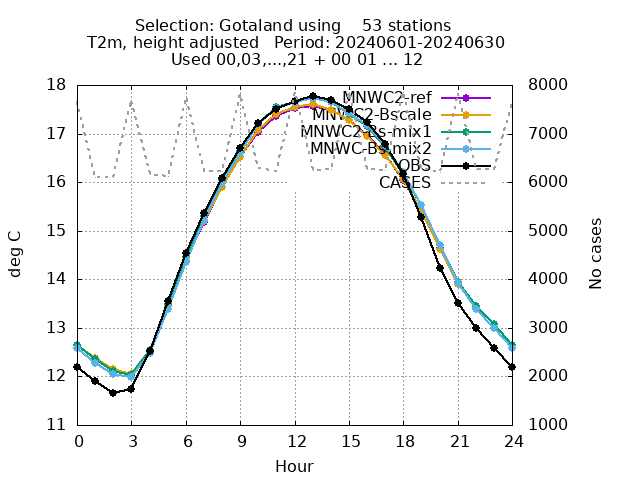 Selection: Gotaland using    53 stations
T2m, height adjusted   Period: 20240601-20240630
Used 00,03,...,21 + 00 01 ... 12
18 8000
MNWC2-ref
MNWC2-Bscale
17 7000
MNWC2-Bs-mix1
MNWC-Bs-mix2
OBS
16 CASES 6000
15 5000
deg C
No cases
14 4000
13 3000
12 2000
11 1000
0 3 6 9 12 15 18 21 24
Hour